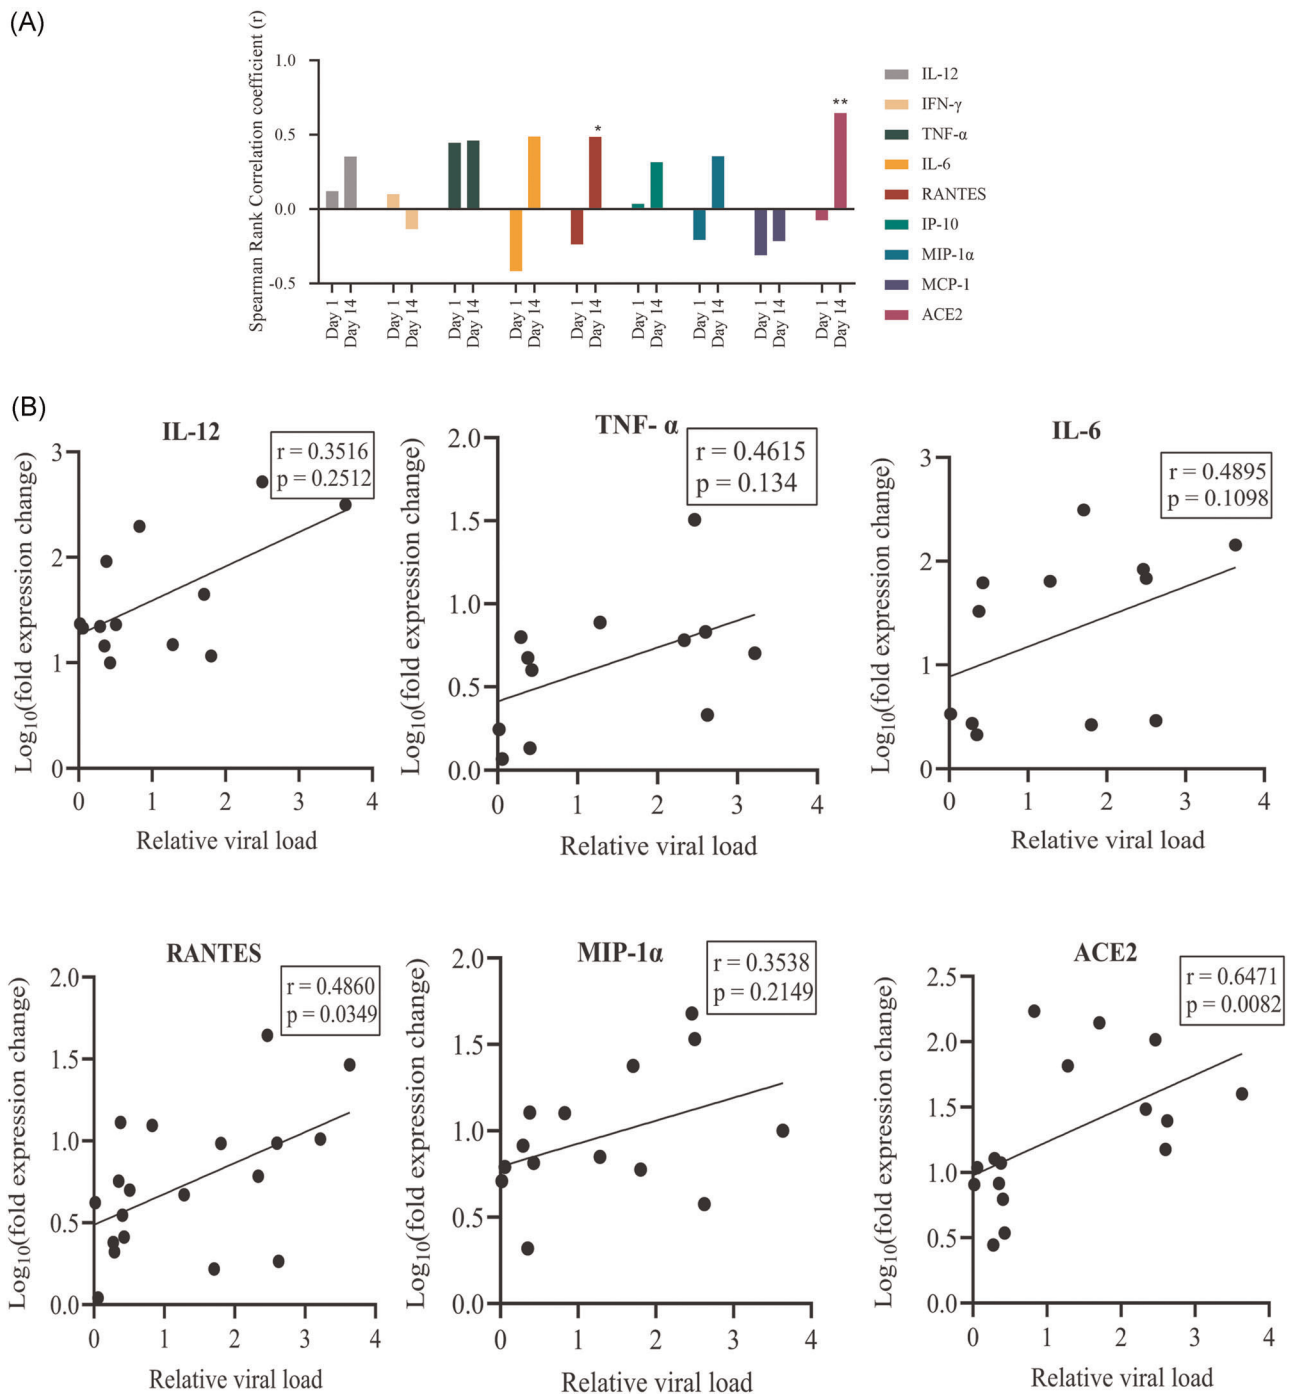 (A)
Spearman Rank Correlation coefficient (r)
1.0
0.5
0.0
-0.5
*
**
Day 1
Day 14
Day 1
Day 14
Day 1
Day 14
Day 1
Day 14
Day 1
Day 14
Day 1
Day 14
Day 1
Day 14
Day 1
Day 14
Day 1
Day 14
IL-12
IFN-γ
TNF-α
IL-6
RANTES
IP-10
MIP-1α
MCP-1
ACE2
(B)
IL-12
r = 0.3516
p = 0.2512
Log10(fold expression change)
3
2
1
0
0 1 2 3 4
Relative viral load
TNF- α
r = 0.4615
p = 0.134
Log10(fold expression change)
2.0
1.5
1.0
0.5
0.0
0 1 2 3 4
Relative viral load
IL-6
r = 0.4895
p = 0.1098
Log10(fold expression change)
3
2
1
0
0 1 2 3 4
Relative viral load
RANTES
r = 0.4860
p = 0.0349
Log10(fold expression change)
2.0
1.5
1.0
0.5
0.0
0 1 2 3 4
Relative viral load
MIP-1α
r = 0.3538
p = 0.2149
Log10(fold expression change)
2.0
1.5
1.0
0.5
0.0
0 1 2 3 4
Relative viral load
ACE2
r = 0.6471
p = 0.0082
Log10(fold expression change)
2.5
2.0
1.5
1.0
0.5
0.0
0 1 2 3 4
Relative viral load